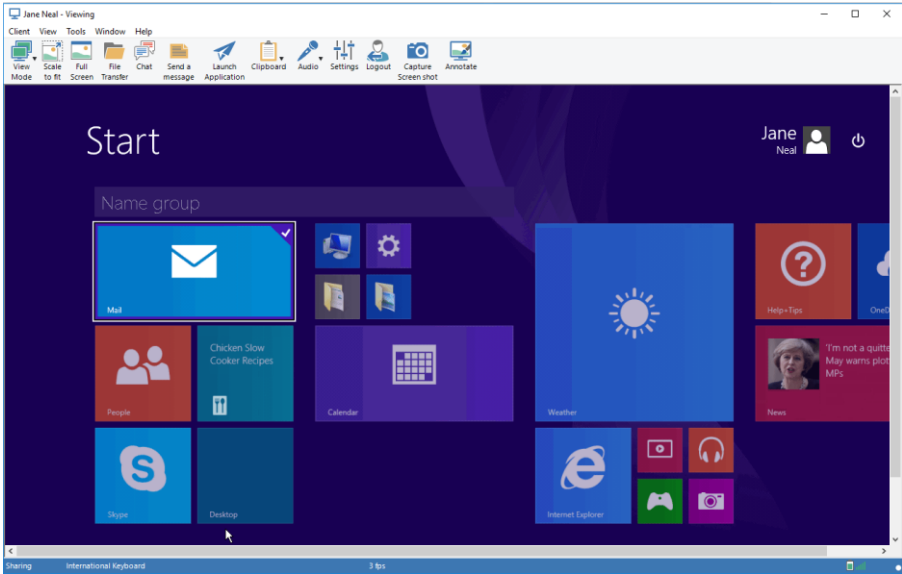 Jane Neal - Viewing
Client View Tools Window Help
View Mode
Scale to fit
Full Screen
File Transfer
Chat
Send a message
Launch Application
Clipboard
Audio
Settings
Logout
Capture Screen shot
Annotate
Start
Jane
Neal
Name group
Mail
Help+Tips
OneD
People
Chicken Slow
Cooker Recipes
Calendar
Weather
'I'm not a quitte
May warns plot
MPs
News
Skype
Desktop
Internet Explorer
Sharing International Keyboard 3 fps